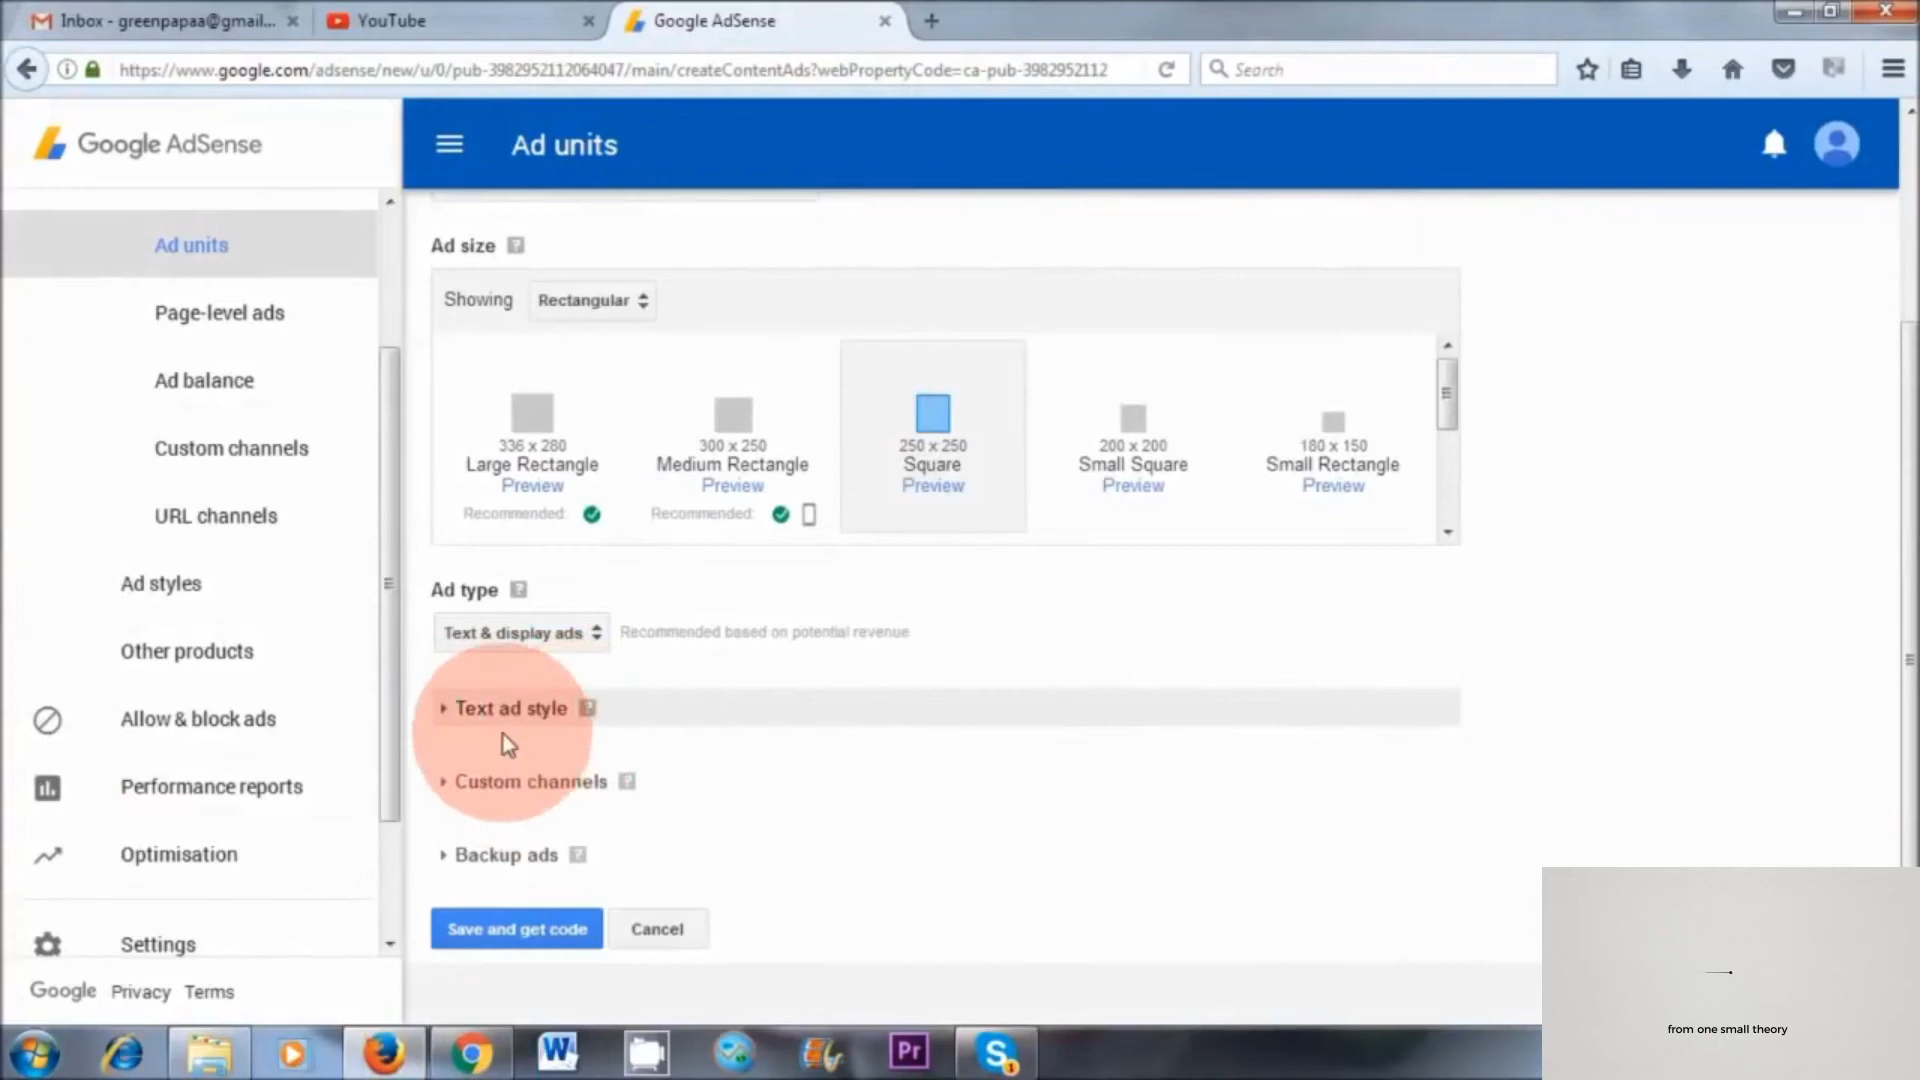 Inbox - greenpapaa@gmail...
YouTube
Google AdSense
https://www.google.com/adsense/new/u/0/pub-3982952112064047/main/createContentAds?webPropertyCode=ca-pub-3982952112
Search
Google AdSense
Ad units
Ad units
Page-level ads
Ad balance
Custom channels
URL channels
Ad styles
Other products
Allow & block ads
Performance reports
Optimisation
Settings
Google Privacy Terms
Ad size ?
Showing Rectangular
336 x 280
Large Rectangle
Preview
Recommended:
300 x 250
Medium Rectangle
Preview
Recommended:
250 x 250
Square
Preview
200 x 200
Small Square
Preview
180 x 150
Small Rectangle
Preview
Ad type ?
Text & display ads Recommended based on potential revenue
Text ad style ?
Custom channels ?
Backup ads ?
Save and get code Cancel
from one small theory
W
Pr
S
1